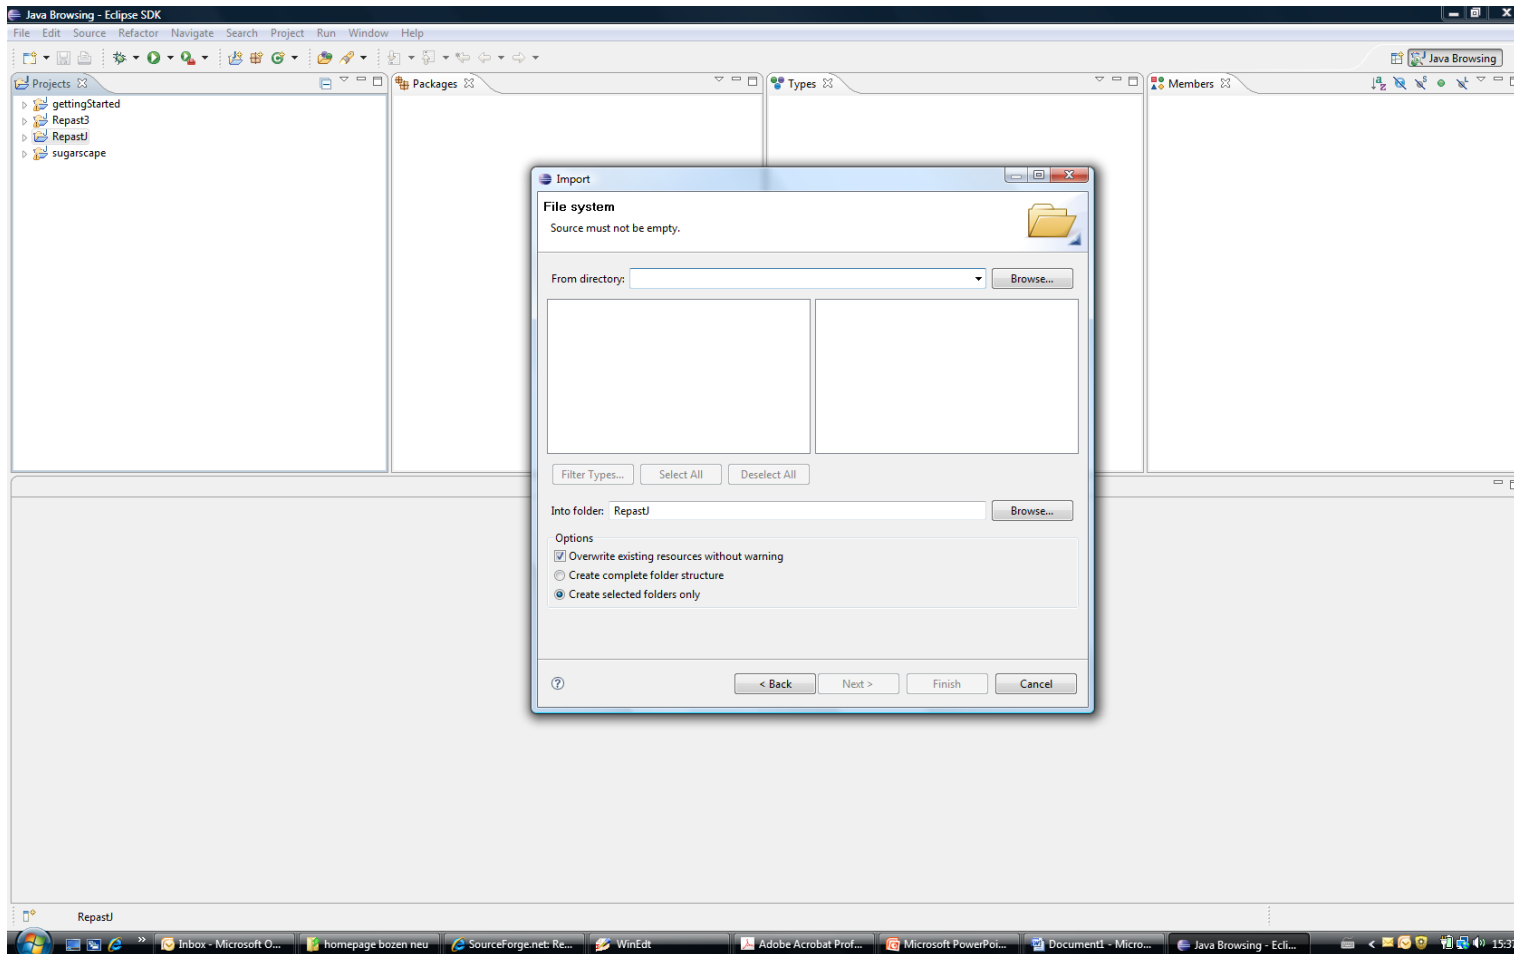 Java Browsing - Eclipse SDK
File Edit Source Refactor Navigate Search Project Run Window Help
Java Browsing
Projects
Packages
Types
Members
gettingStarted
Repast3
RepastJ
sugarscape
Import
File system
Source must not be empty.
From directory:
Browse...
Filter Types...
Select All
Deselect All
Into folder: RepastJ
Browse...
Options
Overwrite existing resources without warning
Create complete folder structure
Create selected folders only
< Back
Next >
Finish
Cancel
RepastJ
Inbox - Microsoft O...
homepage bozen neu
SourceForge.net: Re...
WinEdt
Adobe Acrobat Prof...
Microsoft PowerPoi...
Document1 - Micro...
Java Browsing - Ecli...
15:37